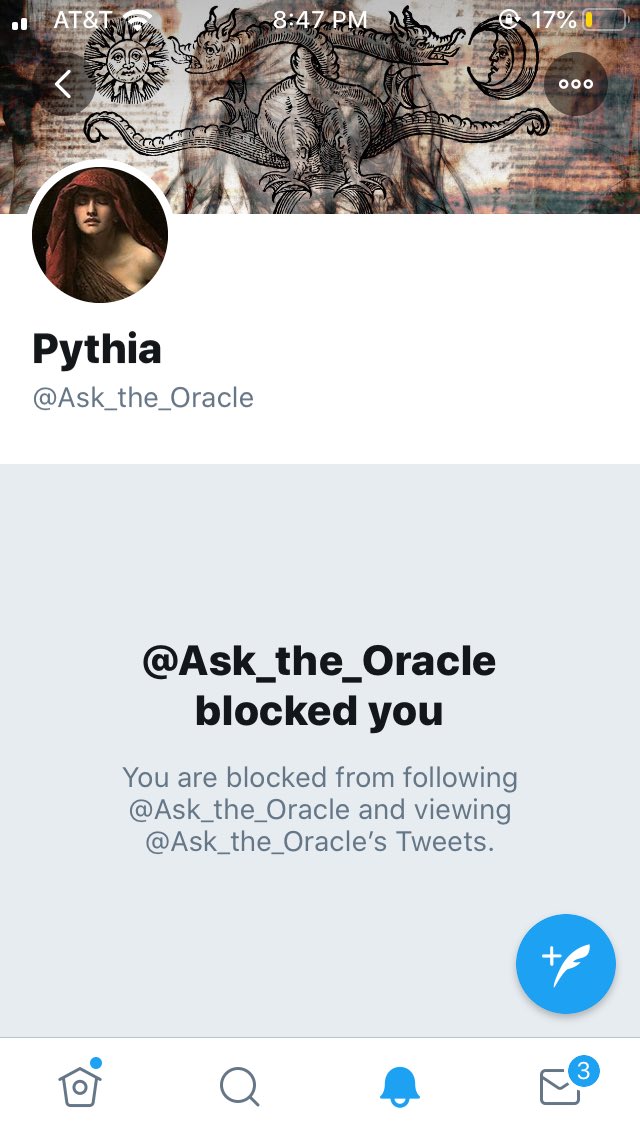 AT&T 8:47 PM 17%
Pythia
@Ask_the_Oracle
@Ask_the_Oracle
blocked you
You are blocked from following
@Ask_the_Oracle and viewing
@Ask_the_Oracle’s Tweets.
3